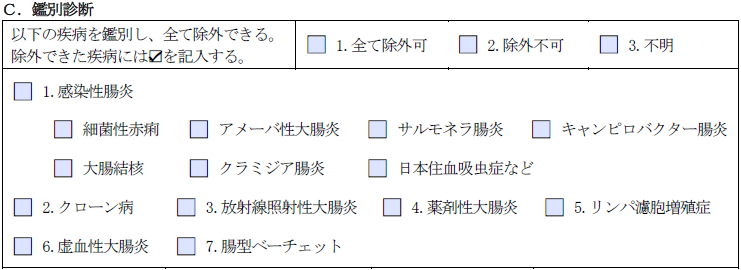 C．鑑別診断
以下の疾病を鑑別し、全て除外できる。
除外できた疾病には☑を記入する。
1. 全て除外可 2. 除外不可 3. 不明
1. 感染性腸炎
細菌性赤痢 アメーバ性大腸炎 サルモネラ腸炎 キャンピロバクター腸炎
大腸結核 クラミジア腸炎 日本住血吸虫症など
2. クローン病 3. 放射線照射性大腸炎 4. 薬剤性大腸炎 5. リンパ濾胞増殖症
6. 虚血性大腸炎 7. 腸型ベーチェット